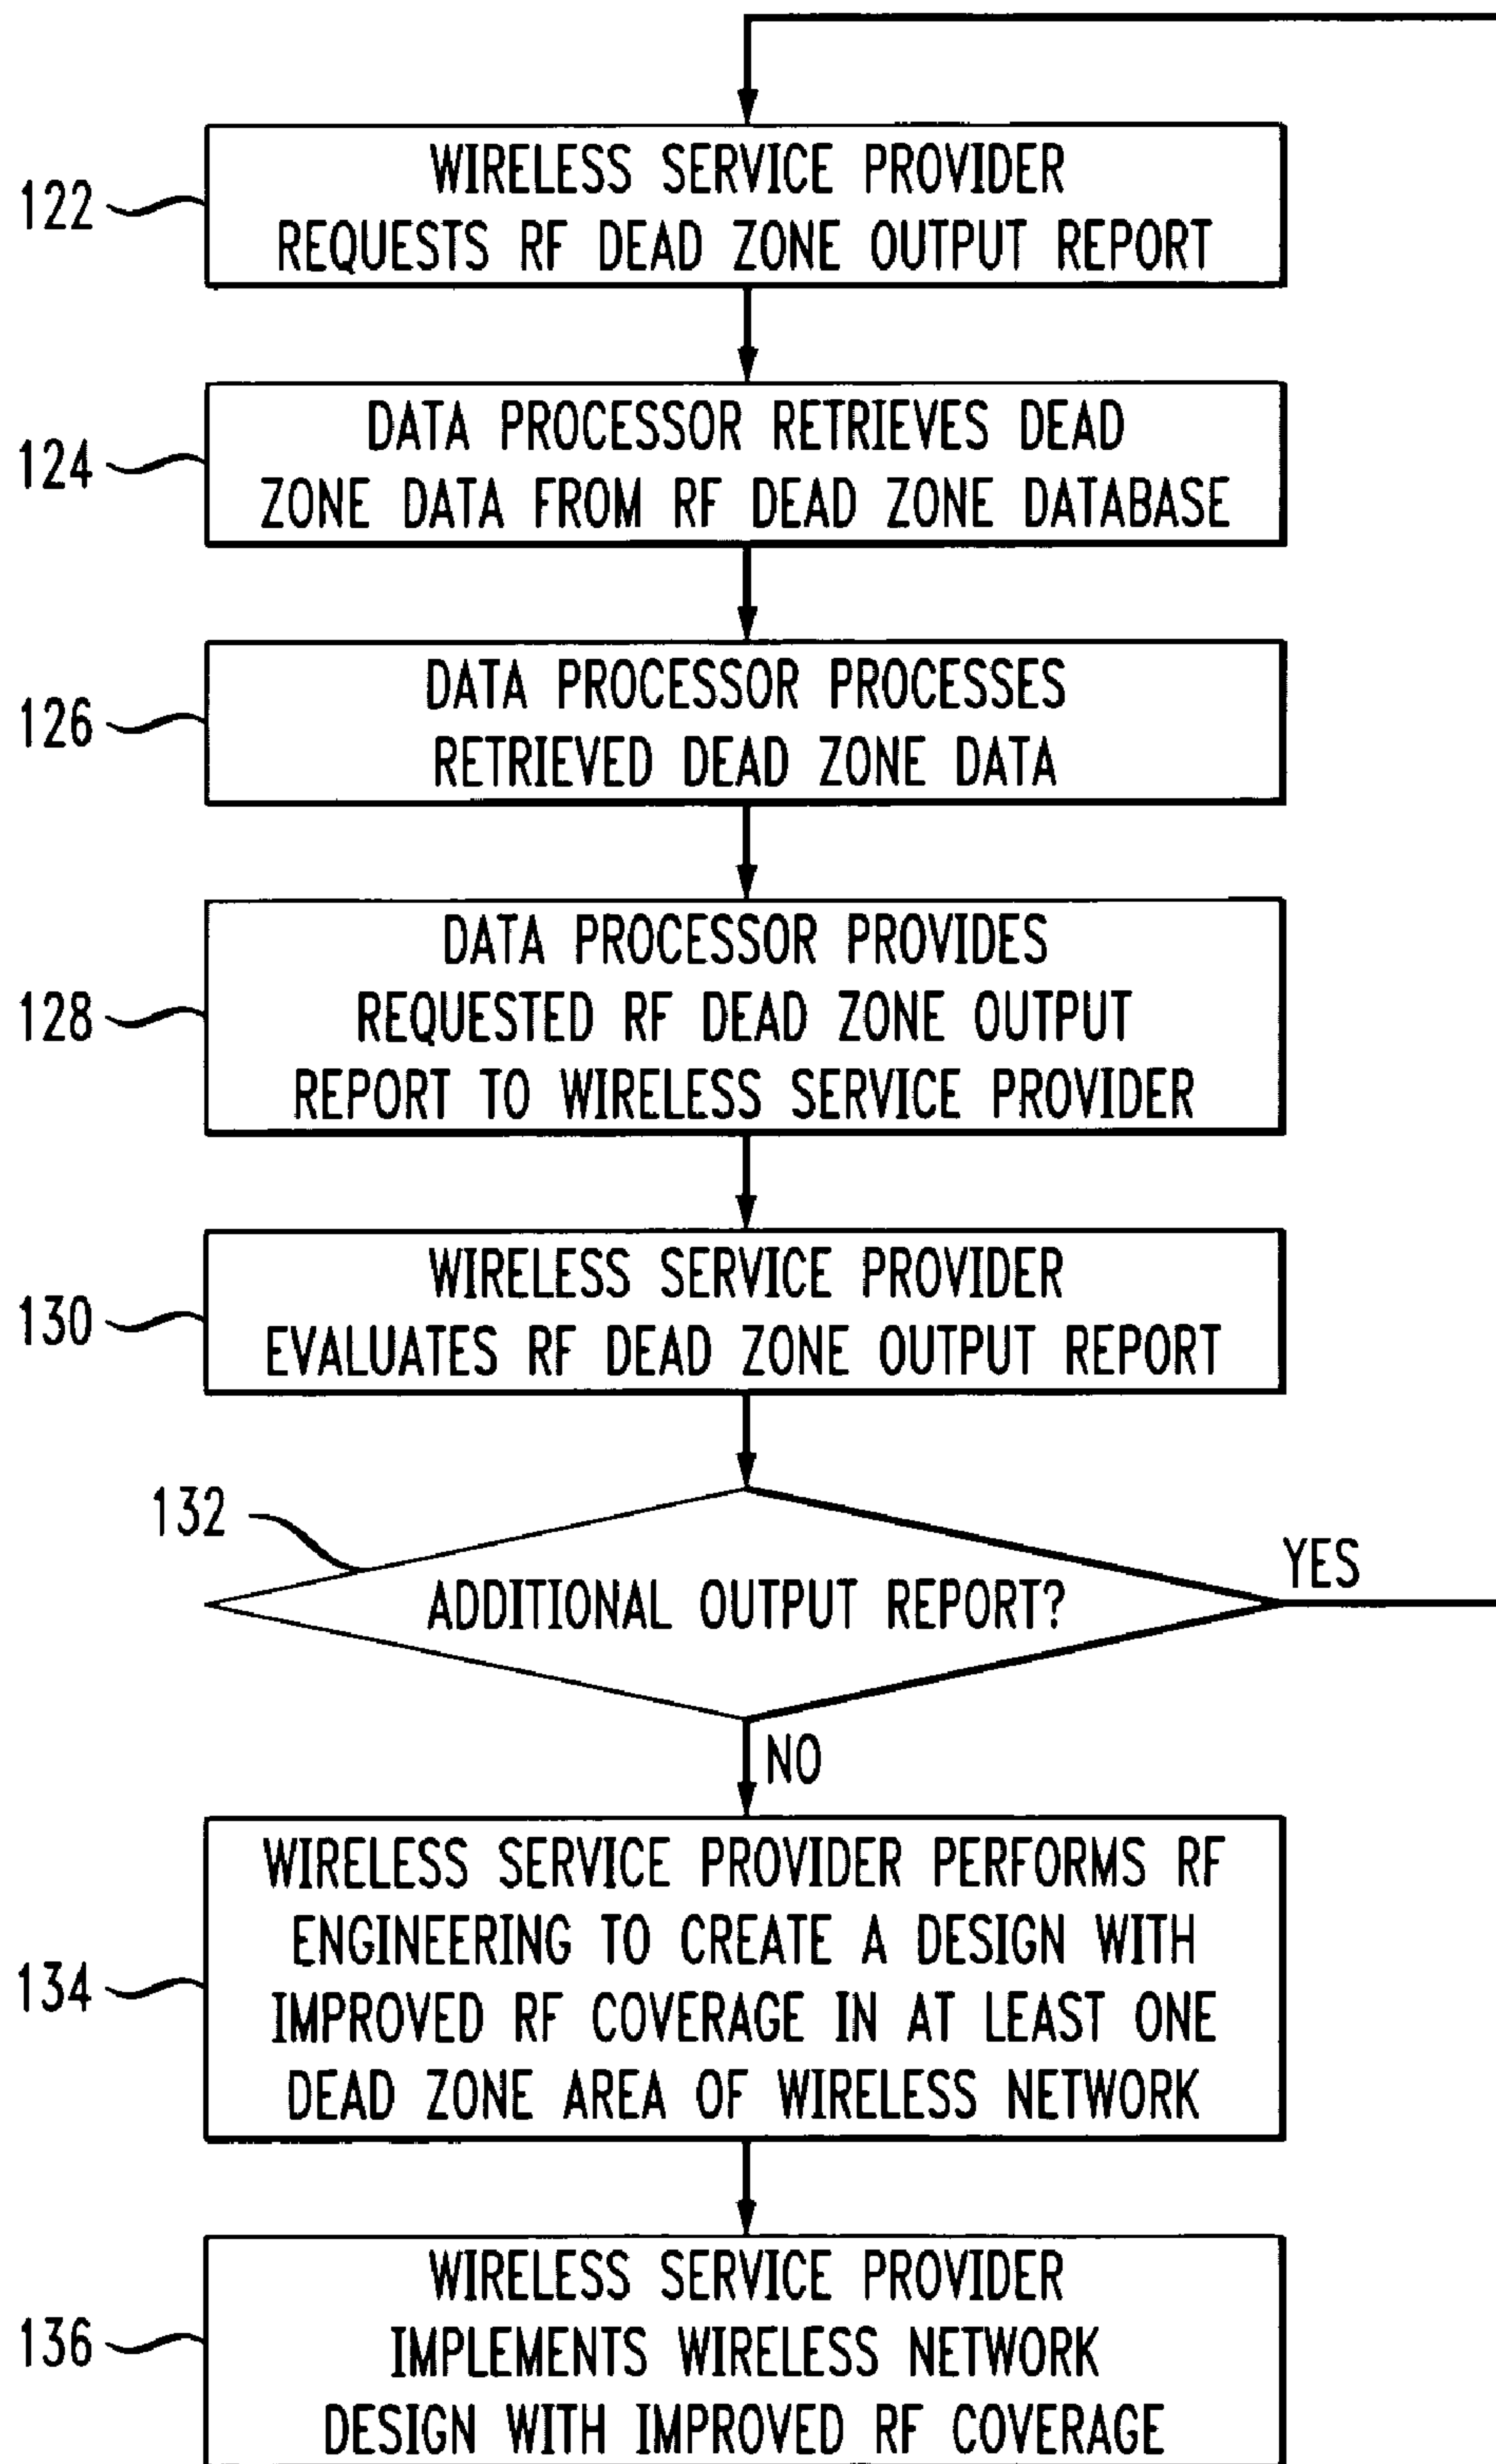 122
WIRELESS SERVICE PROVIDER
REQUESTS RF DEAD ZONE OUTPUT REPORT
124
DATA PROCESSOR RETRIEVES DEAD
ZONE DATA FROM RF DEAD ZONE DATABASE
126
DATA PROCESSOR PROCESSES
RETRIEVED DEAD ZONE DATA
128
DATA PROCESSOR PROVIDES
REQUESTED RF DEAD ZONE OUTPUT
REPORT TO WIRELESS SERVICE PROVIDER
130
WIRELESS SERVICE PROVIDER
EVALUATES RF DEAD ZONE OUTPUT REPORT
132
ADDITIONAL OUTPUT REPORT?
YES
NO
134
WIRELESS SERVICE PROVIDER PERFORMS RF
ENGINEERING TO CREATE A DESIGN WITH
IMPROVED RF COVERAGE IN AT LEAST ONE
DEAD ZONE AREA OF WIRELESS NETWORK
136
WIRELESS SERVICE PROVIDER
IMPLEMENTS WIRELESS NETWORK
DESIGN WITH IMPROVED RF COVERAGE